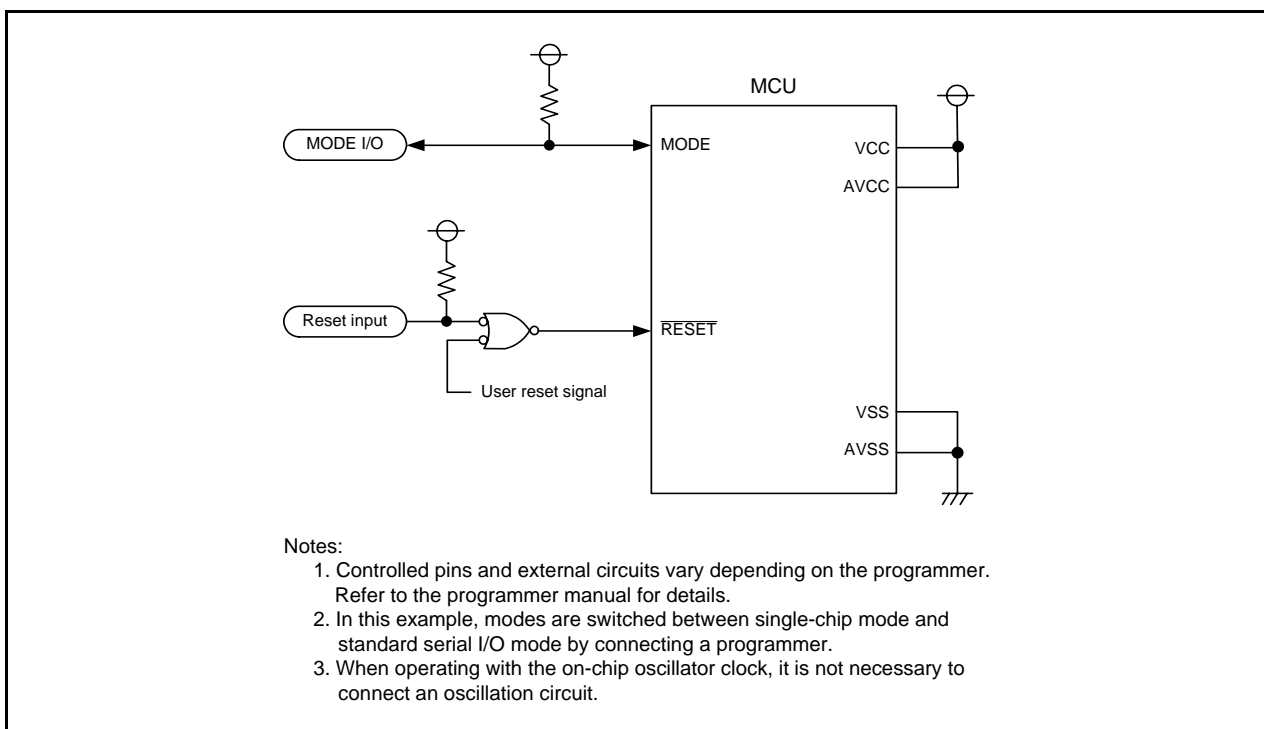 MCU
MODE I/O
MODE
VCC
AVCC
Reset input
RESET
User reset signal
VSS
AVSS
Notes:
1. Controlled pins and external circuits vary depending on the programmer.
Refer to the programmer manual for details.
2. In this example, modes are switched between single-chip mode and
standard serial I/O mode by connecting a programmer.
3. When operating with the on-chip oscillator clock, it is not necessary to
connect an oscillation circuit.